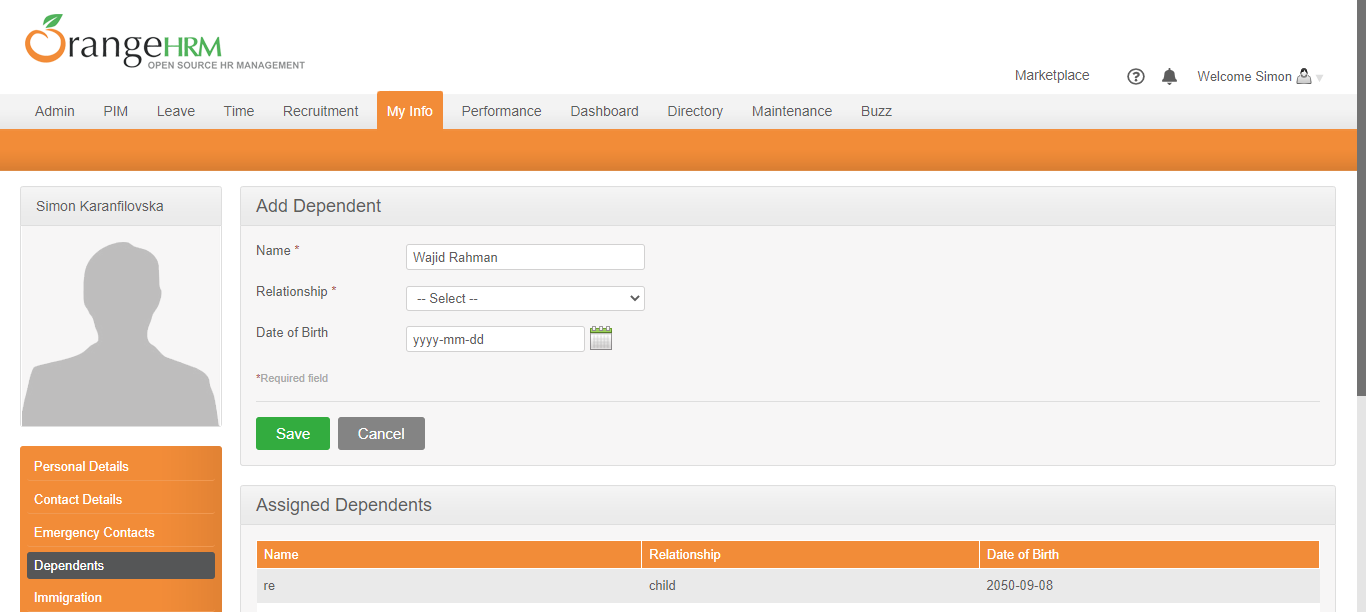 OrangeHRM
OPEN SOURCE HR MANAGEMENT
Marketplace ? Welcome Simon
Admin PIM Leave Time Recruitment My Info Performance Dashboard Directory Maintenance Buzz
Simon Karanfilovska
Add Dependent
Name * Wajid Rahman
Relationship * -- Select --
Date of Birth yyyy-mm-dd
*Required field
Save Cancel
Personal Details
Contact Details
Emergency Contacts
Dependents
Immigration
Assigned Dependents
Name Relationship Date of Birth
re child 2050-09-08